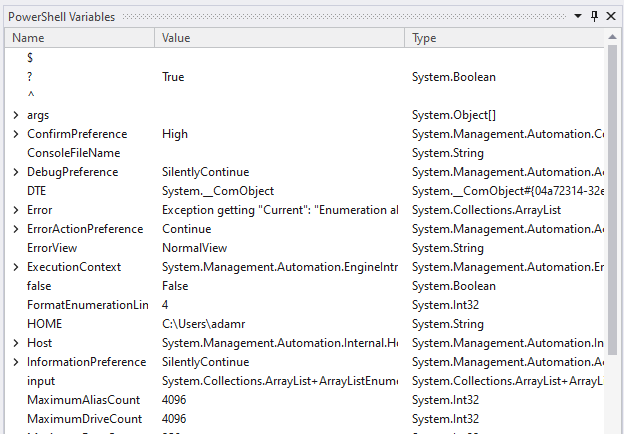 PowerShell Variables
Name Value Type
$
? True System.Boolean
^
args System.Object[]
ConfirmPreference High System.Management.Automation.Co
ConsoleFileName System.String
DebugPreference SilentlyContinue System.Management.Automation.Ac
DTE System.__ComObject System.__ComObject#{04a72314-32e
Error Exception getting "Current": "Enumeration al System.Collections.ArrayList
ErrorActionPreference Continue System.Management.Automation.Ac
ErrorView NormalView System.String
ExecutionContext System.Management.Automation.EngineIntr System.Management.Automation.En
false False System.Boolean
FormatEnumerationLin 4 System.Int32
HOME C:\Users\adamr System.String
Host System.Management.Automation.Internal.Ho System.Management.Automation.In
InformationPreference SilentlyContinue System.Management.Automation.Ac
input System.Collections.ArrayList+ArrayListEnume System.Collections.ArrayList+ArrayL
MaximumAliasCount 4096 System.Int32
MaximumDriveCount 4096 System.Int32